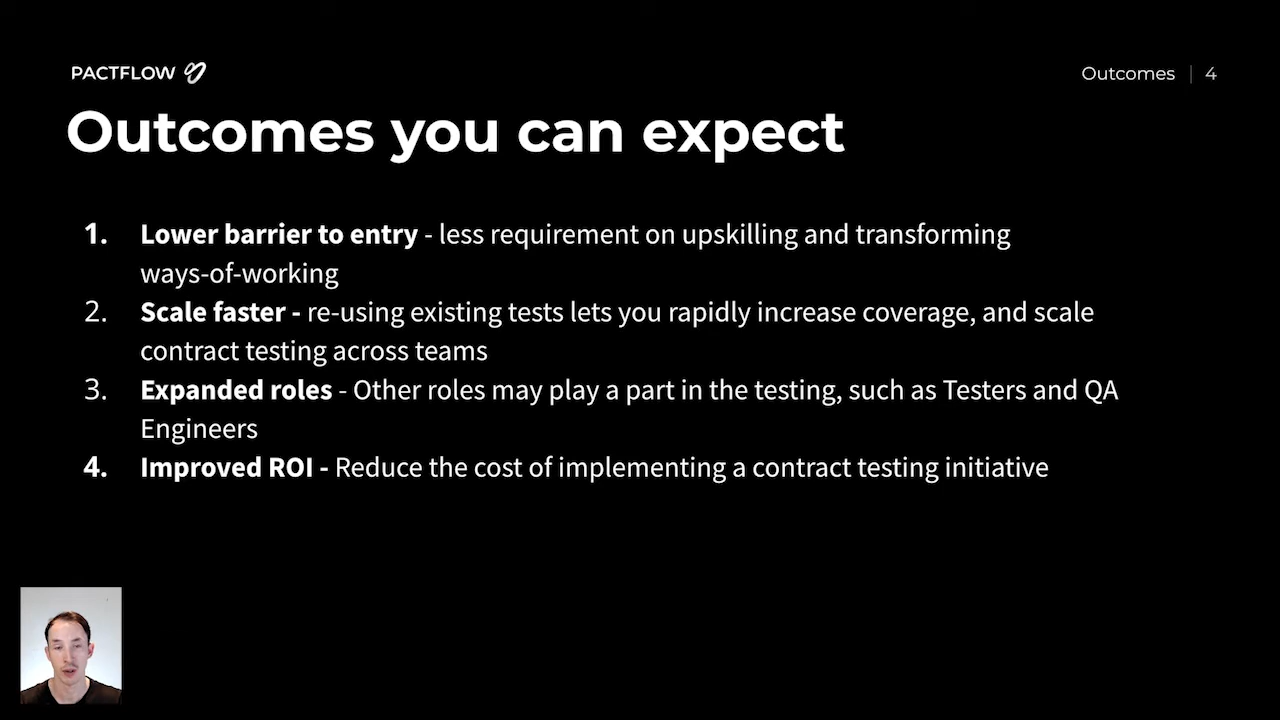 PACTFLOW
Outcomes | 4
Outcomes you can expect
1. Lower barrier to entry - less requirement on upskilling and transforming
ways-of-working
2. Scale faster - re-using existing tests lets you rapidly increase coverage, and scale
contract testing across teams
3. Expanded roles - Other roles may play a part in the testing, such as Testers and QA
Engineers
4. Improved ROI - Reduce the cost of implementing a contract testing initiative